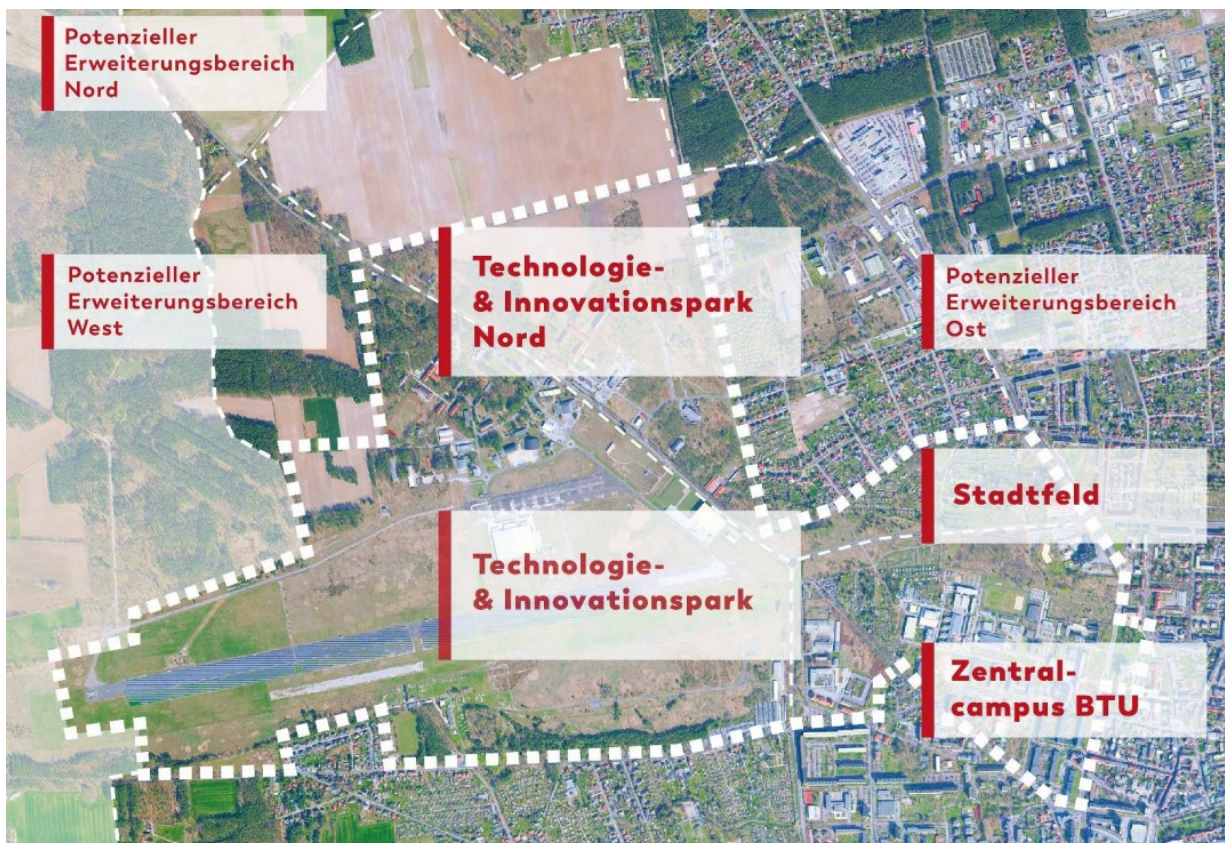 Potenzieller
Erweiterungsbereich
Nord
Potenzieller
Erweiterungsbereich
West
Technologie-
& Innovationspark
Nord
Potenzieller
Erweiterungsbereich
Ost
Stadtfeld
Technologie-
& Innovationspark
Zentral-
campus BTU